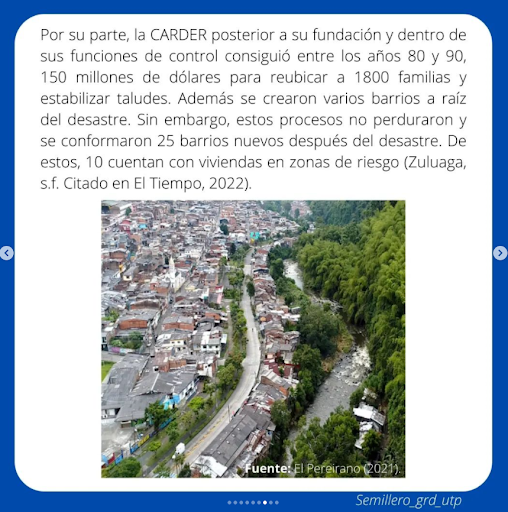 Por su parte, la CARDER posterior a su fundación y dentro de
sus funciones de control consiguió entre los años 80 y 90,
150 millones de dólares para reubicar a 1800 familias y
estabilizar taludes. Además se crearon varios barrios a raíz
del desastre. Sin embargo, estos procesos no perduraron y
se conformaron 25 barrios nuevos después del desastre. De
estos, 10 cuentan con viviendas en zonas de riesgo (Zuluaga,
s.f. Citado en El Tiempo, 2022).
Fuente: El Pereirano (2021).
Semillero_grd_utp